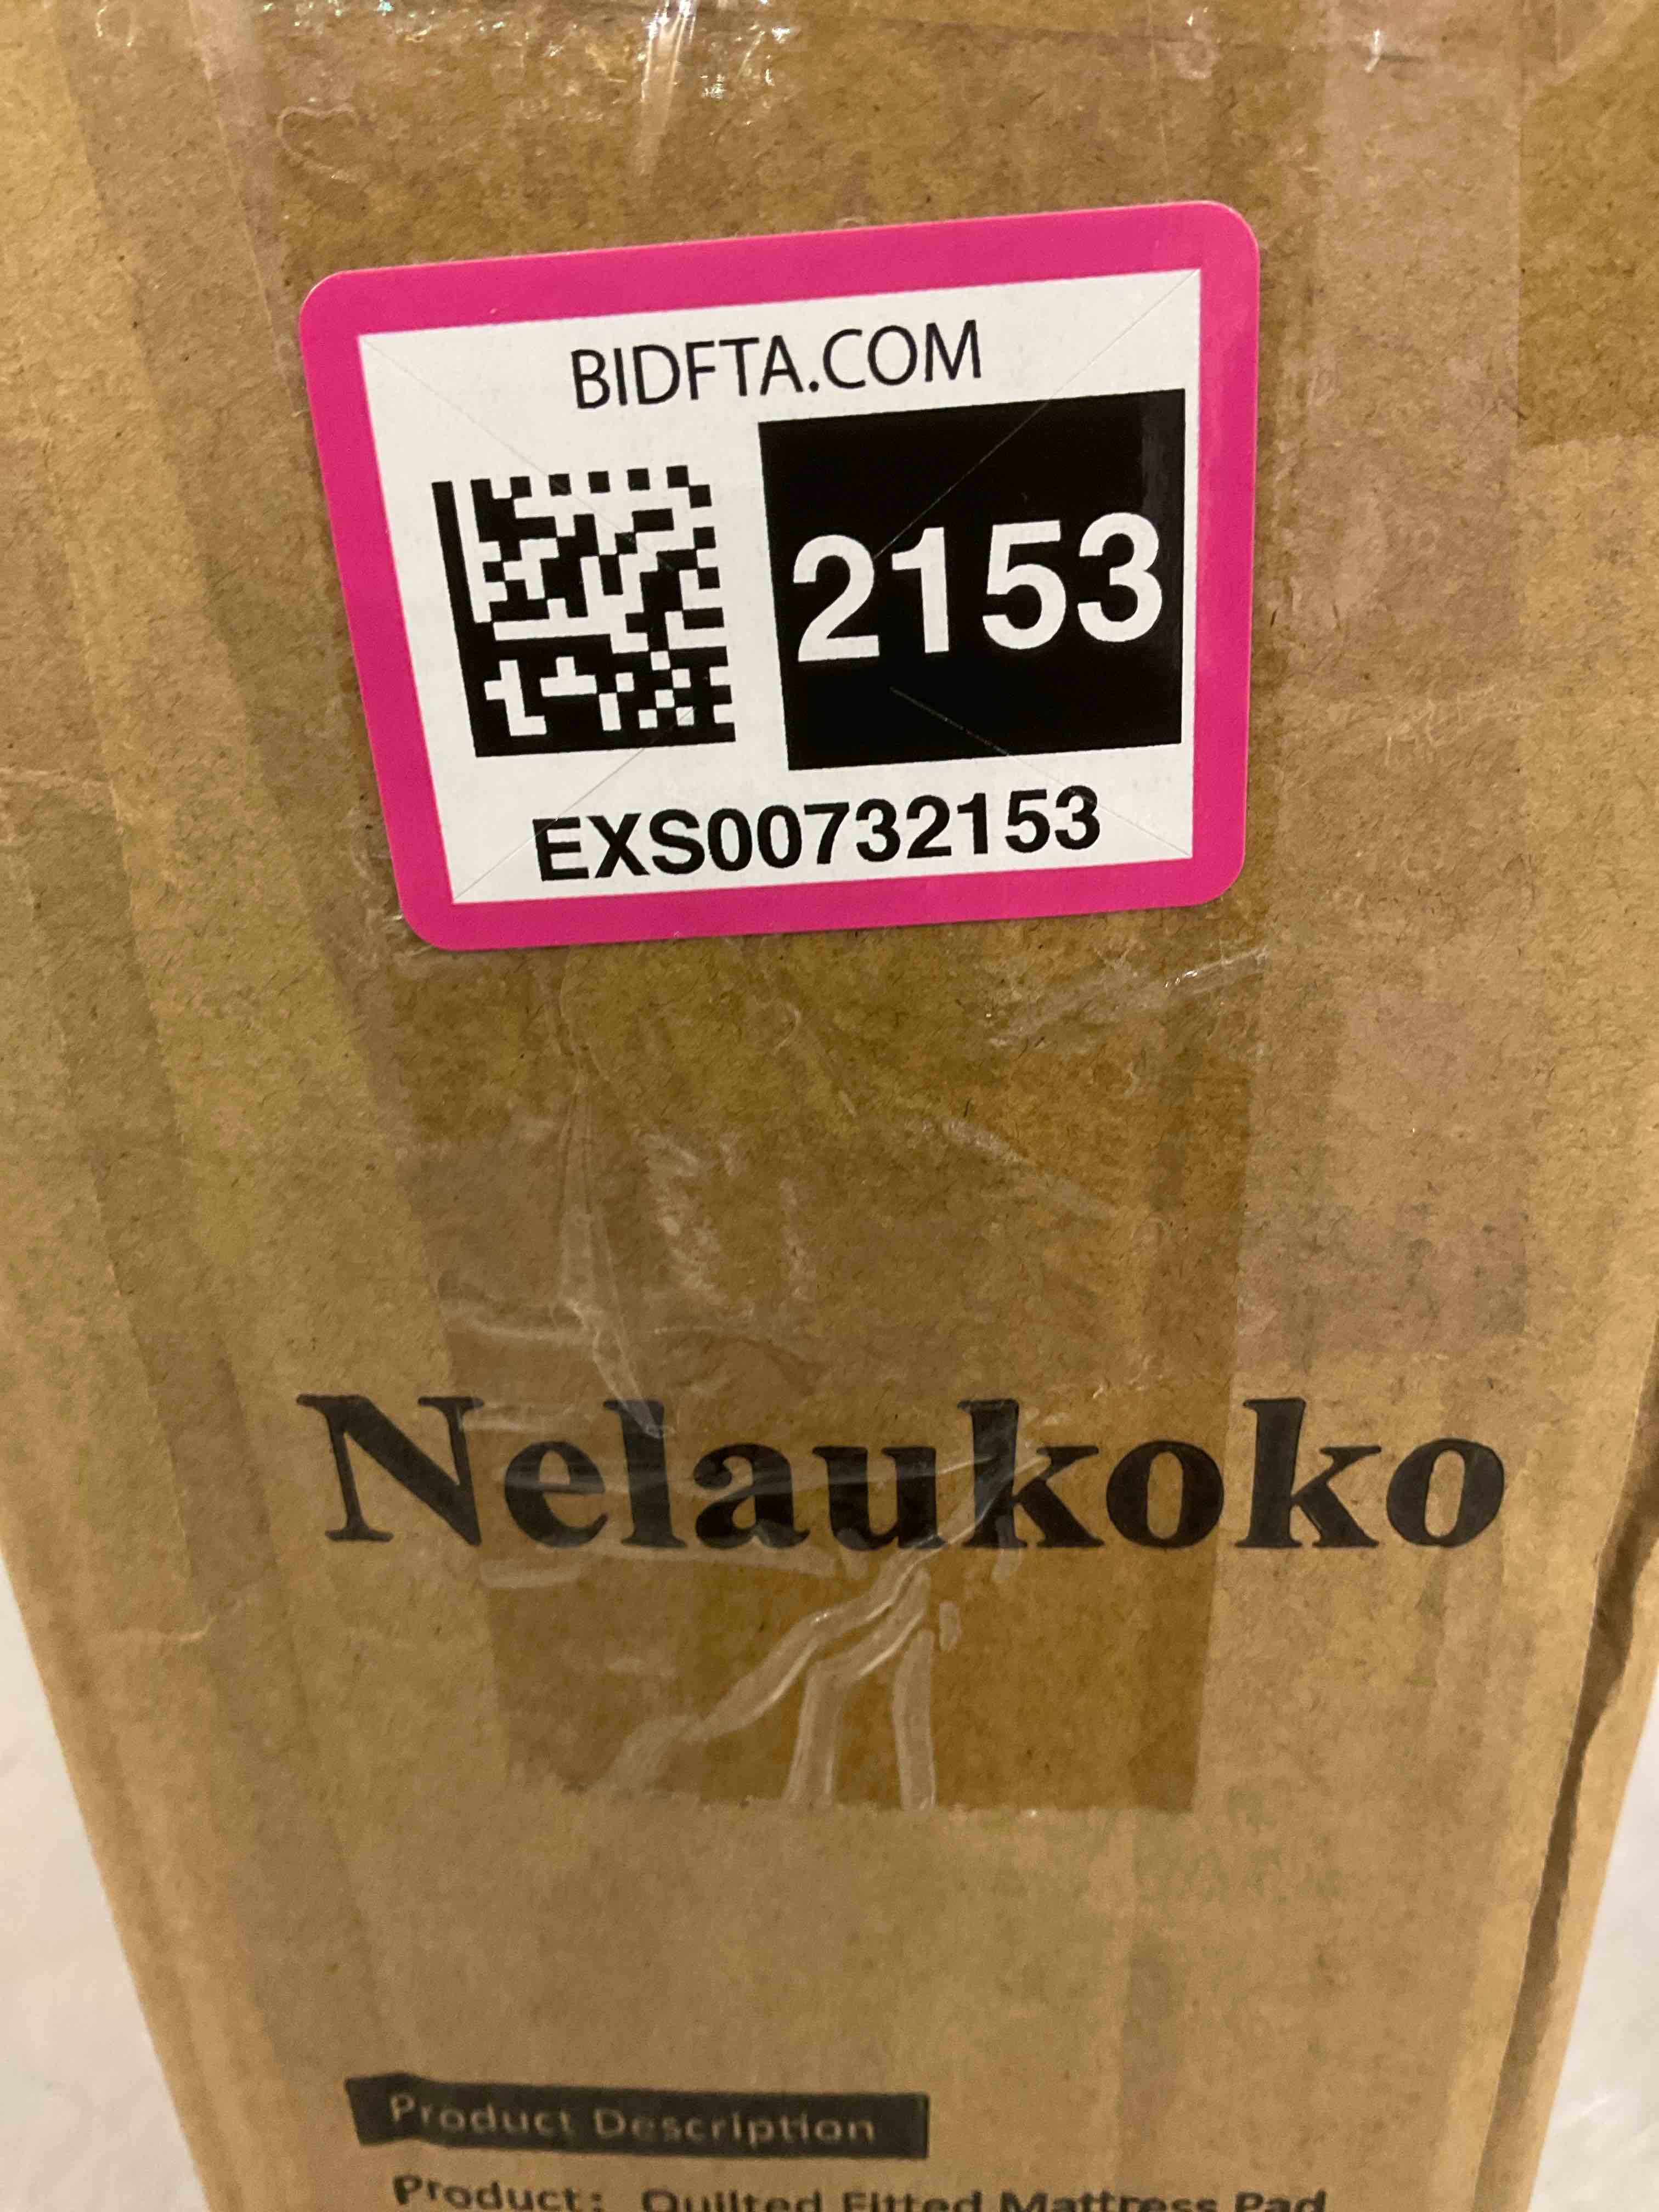 BIDFTA.COM
2153
EXS00732153
Nelaukoko
Product Description
Product: Quilted Fitted Mattress Pad